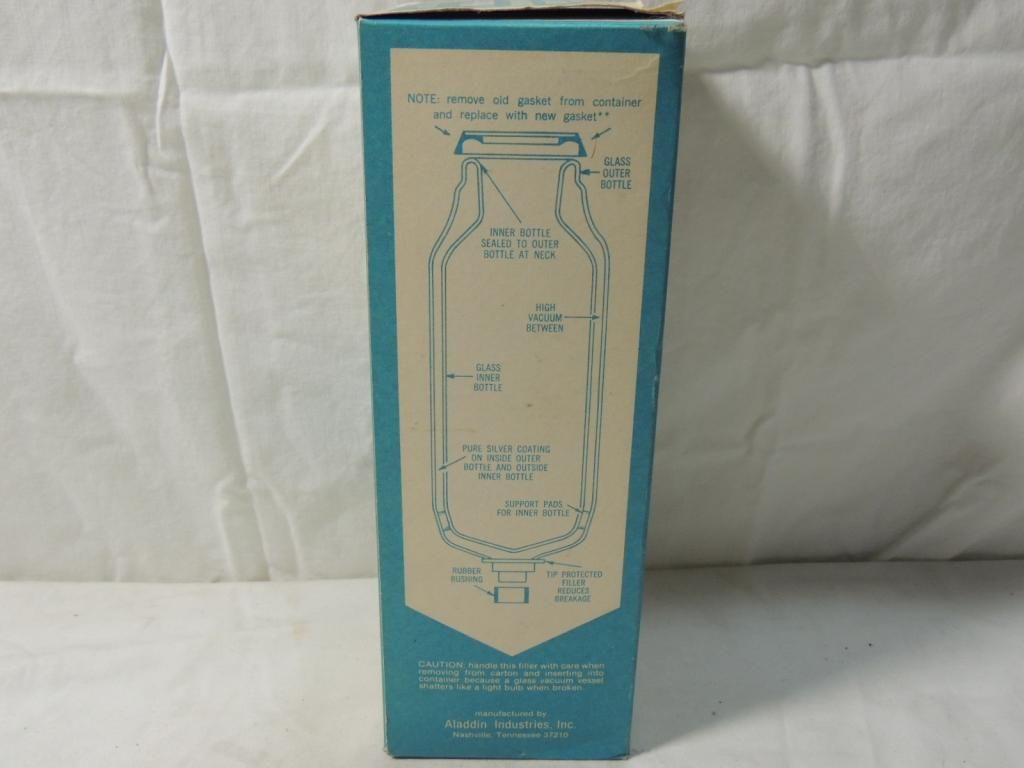 NOTE: remove old gasket from container
and replace with new gasket**
GLASS
OUTER
BOTTLE
INNER BOTTLE
SEALED TO OUTER
BOTTLE AT NECK
HIGH
VACUUM
BETWEEN
GLASS
INNER
BOTTLE
PURE SILVER COATING
ON INSIDE OUTER
BOTTLE AND OUTSIDE
INNER BOTTLE
SUPPORT PADS
FOR INNER BOTTLE
RUBBER
BUSHING
TIP PROTECTED
FILLER
REDUCES
BREAKAGE
CAUTION: handle this filler with care when
removing from carton and inserting into
container because a glass vacuum vessel
shatters like a light bulb when broken.
manufactured by
Aladdin Industries, Inc.
Nashville, Tennessee 37210